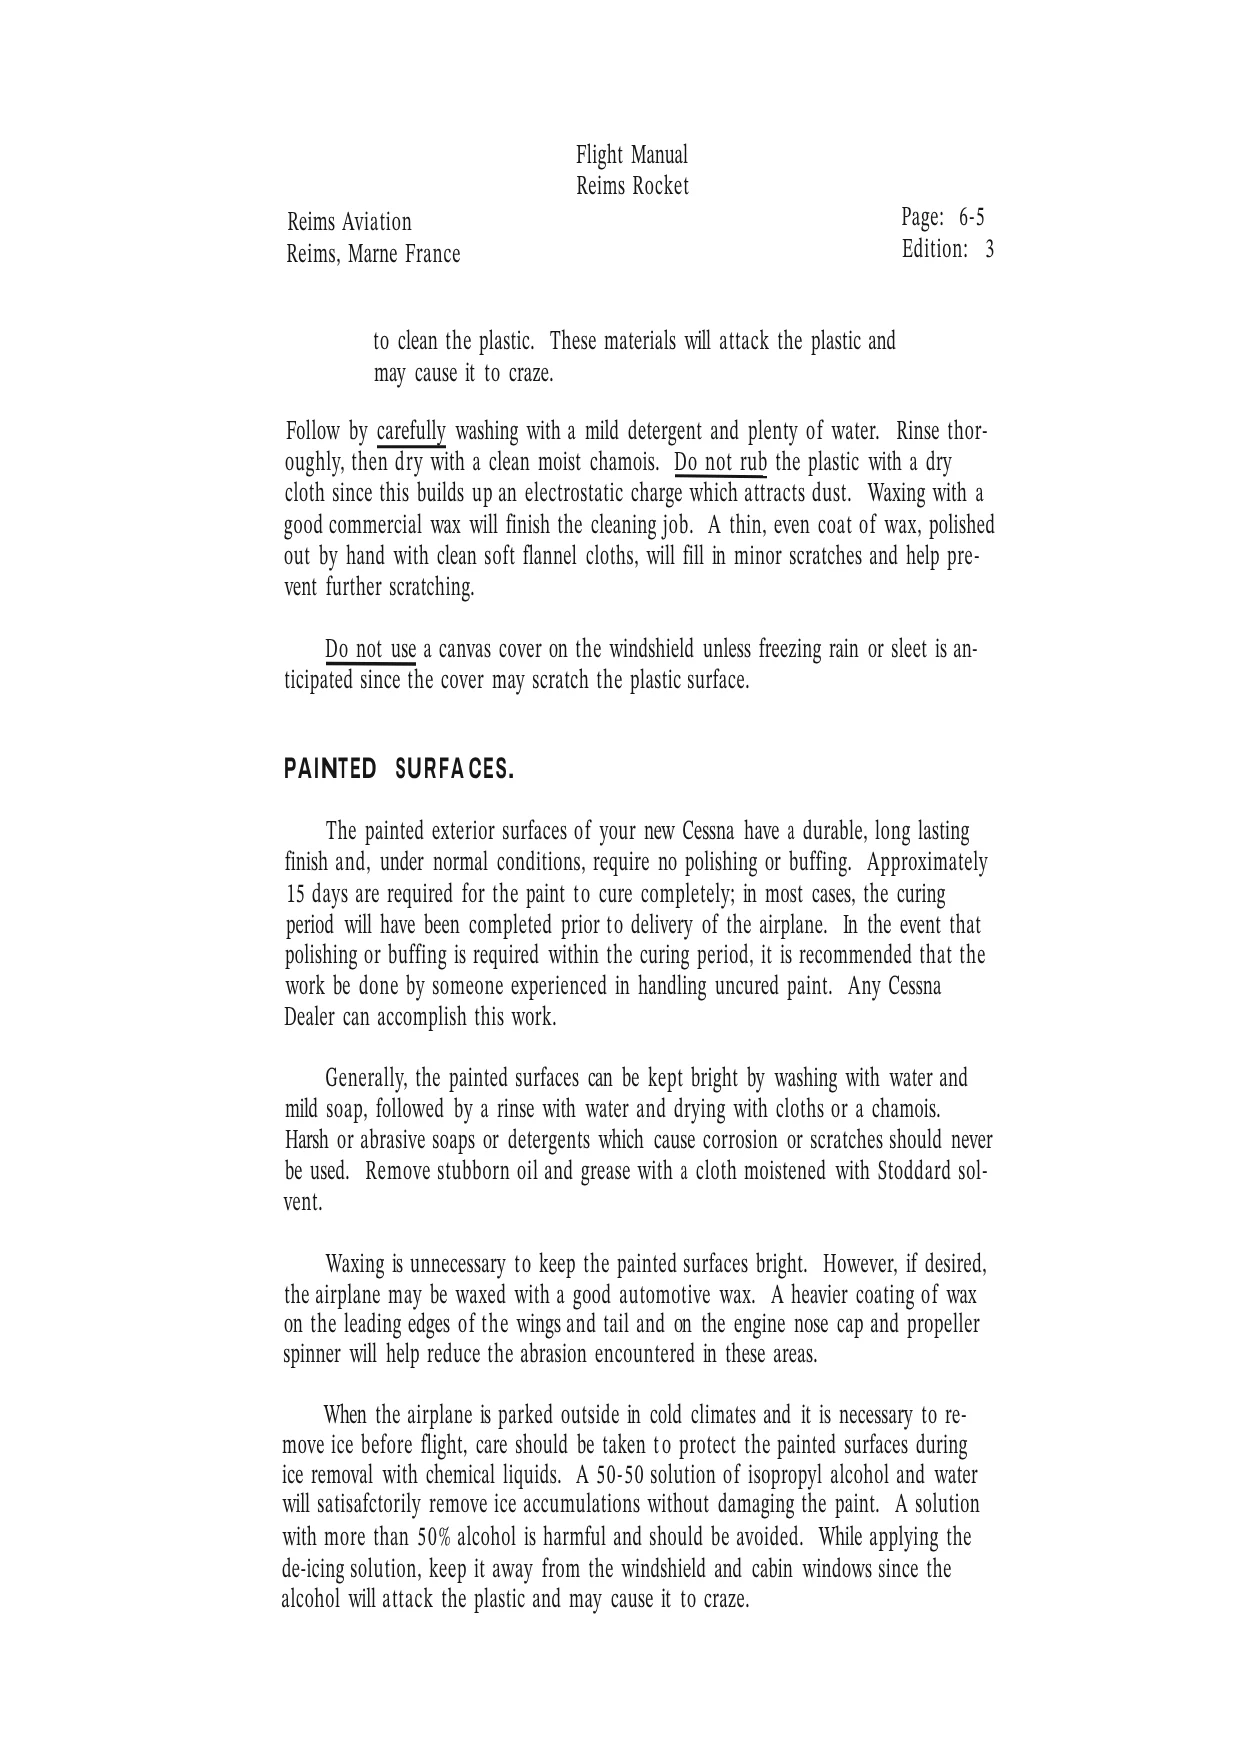 Flight Manual
Reims Rocket
Reims Aviation
Reims, Marne France
Page: 6-5
Edition: 3
to clean the plastic. These materials will attack the plastic and
may cause it to craze.
Follow by carefully washing with a mild detergent and plenty of water. Rinse thor-
oughly, then dry with a clean moist chamois. Do not rub the plastic with a dry
cloth since this builds up an electrostatic charge which attracts dust. Waxing with a
good commercial wax will finish the cleaning job. A thin, even coat of wax, polished
out by hand with clean soft flannel cloths, will fill in minor scratches and help pre-
vent further scratching.
Do not use a canvas cover on the windshield unless freezing rain or sleet is an-
ticipated since the cover may scratch the plastic surface.
PAINTED SURFACES.
The painted exterior surfaces of your new Cessna have a durable, long lasting
finish and, under normal conditions, require no polishing or buffing. Approximately
15 days are required for the paint to cure completely; in most cases, the curing
period will have been completed prior to delivery of the airplane. In the event that
polishing or buffing is required within the curing period, it is recommended that the
work be done by someone experienced in handling uncured paint. Any Cessna
Dealer can accomplish this work.
Generally, the painted surfaces can be kept bright by washing with water and
mild soap, followed by a rinse with water and drying with cloths or a chamois.
Harsh or abrasive soaps or detergents which cause corrosion or scratches should never
be used. Remove stubborn oil and grease with a cloth moistened with Stoddard sol-
vent.
Waxing is unnecessary to keep the painted surfaces bright. However, if desired,
the airplane may be waxed with a good automotive wax. A heavier coating of wax
on the leading edges of the wings and tail and on the engine nose cap and propeller
spinner will help reduce the abrasion encountered in these areas.
When the airplane is parked outside in cold climates and it is necessary to re-
move ice before flight, care should be taken to protect the painted surfaces during
ice removal with chemical liquids. A 50-50 solution of isopropyl alcohol and water
will satisafctorily remove ice accumulations without damaging the paint. A solution
with more than 50% alcohol is harmful and should be avoided. While applying the
de-icing solution, keep it away from the windshield and cabin windows since the
alcohol will attack the plastic and may cause it to craze.